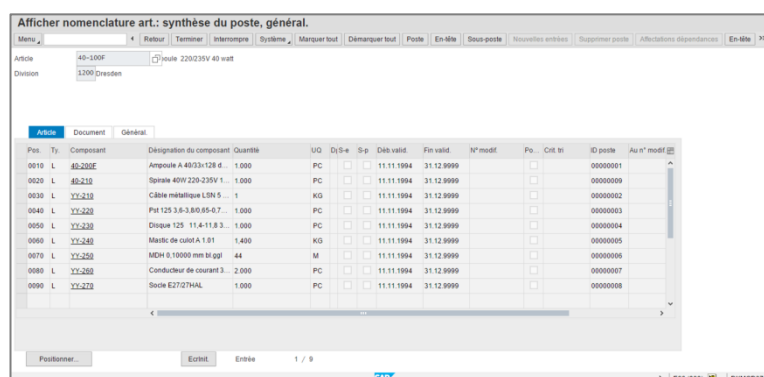 Afficher nomenclature art.: synthèse du poste, général.
Menu Retour Terminer Interrompre Système Marquer tout Démarquer tout Poste En-tête Sous-poste Nouvelles entrées Supprimer poste Affectations dépendances En-tête
Article 40-100F 220/235V 40 watt
Division 1200 Dresden
Article Document Général.
Pos. Ty. Composant Désignation du composant Quantité UQ S-e S-p Déb.valid. Fin valid. N° modif. Po... Crit. tri ID poste Au n° modif
0010 L 40-200F Ampoule A 40/33x128 d... 1.000 PC 11.11.1994 31.12.9999 00000001
0020 L 40-210 Spirale 40W 220-235V 1... 1.000 PC 11.11.1994 31.12.9999 00000009
0030 L YY-210 Câble métallique LSN 5 ... 1 KG 11.11.1994 31.12.9999 00000002
0040 L YY-220 Pst 125 3,6-3,8/0,65-0,7... 1.000 PC 11.11.1994 31.12.9999 00000003
0050 L YY-230 Disque 125 11,4-11,8 3... 1.000 PC 11.11.1994 31.12.9999 00000004
0060 L YY-240 Mastic de culot A 1.01 1,400 KG 11.11.1994 31.12.9999 00000005
0070 L YY-250 MDH 0,10000 mm bl.ggl 44 M 11.11.1994 31.12.9999 00000006
0080 L YY-260 Conducteur de courant 3... 2.000 PC 11.11.1994 31.12.9999 00000007
0090 L YY-270 Socle E27/27HAL 1.000 PC 11.11.1994 31.12.9999 00000008
Positionner... EcrInit. Entrée 1 / 9